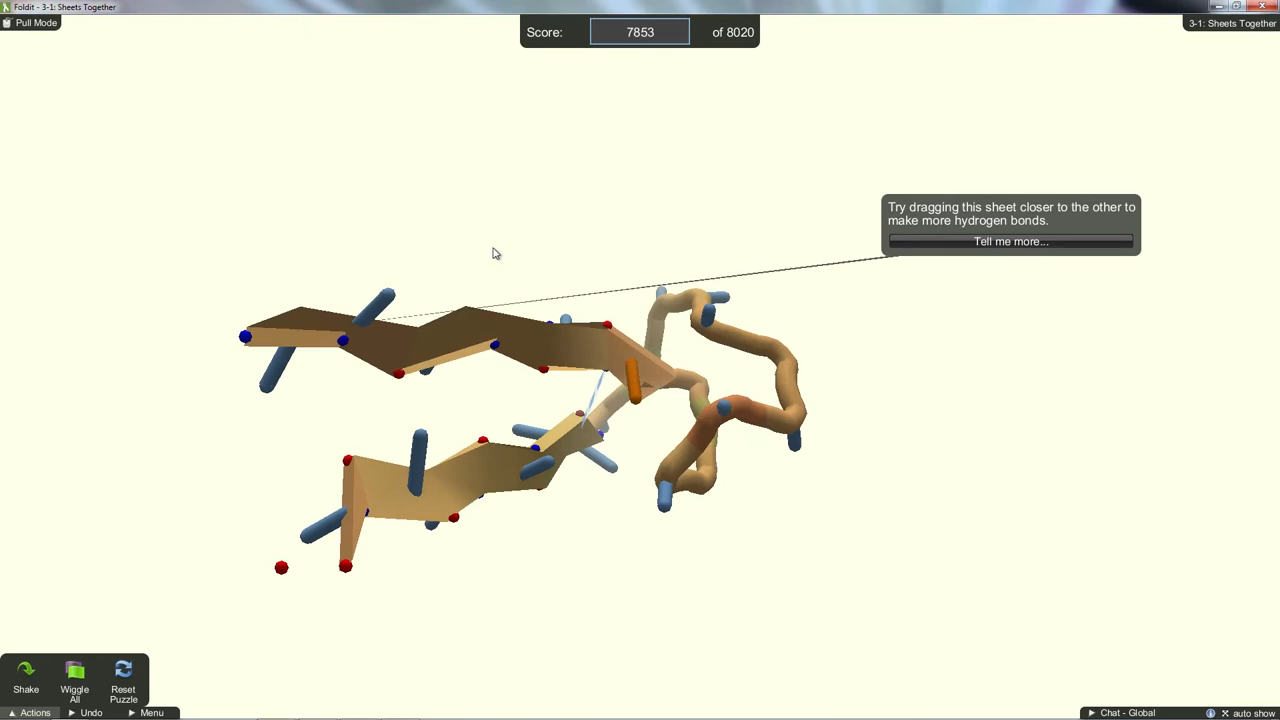 Foldit - 3-1: Sheets Together
Pull Mode
Score: 7853 of 8020
3-1: Sheets Together
Try dragging this sheet closer to the other to
make more hydrogen bonds.
Tell me more...
Shake
Wiggle
All
Reset
Puzzle
Actions
Undo
Menu
Chat - Global
auto show